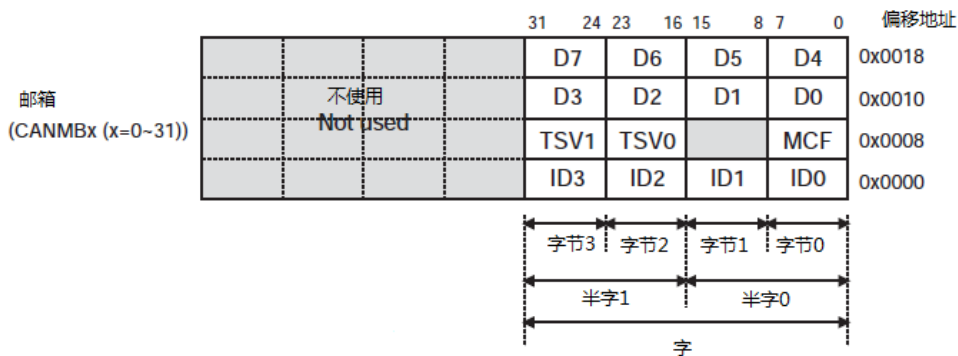 31 24 23 16 15 8 7 0 偏移地址
D7 D6 D5 D4 0x0018
邮箱 不使用 D3 D2 D1 D0 0x0010
(CANMBx (x=0~31)) Not used TSV1 TSV0 MCF 0x0008
ID3 ID2 ID1 ID0 0x0000
字节3 字节2 字节1 字节0
半字1 半字0
字